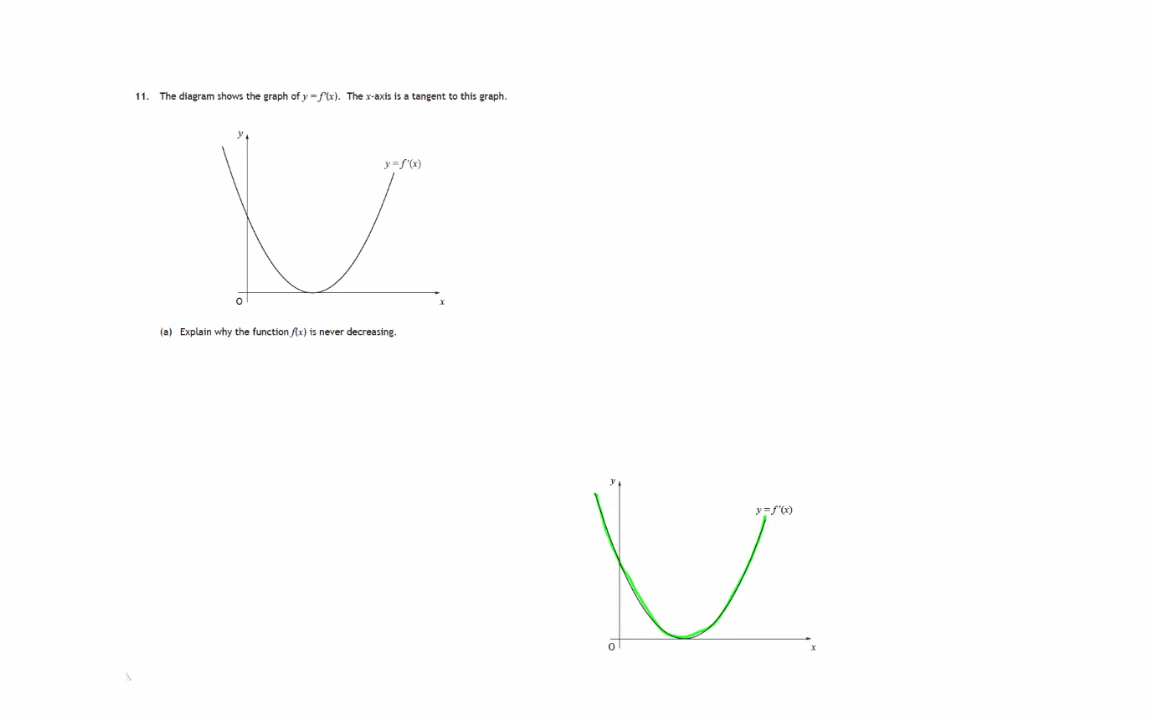 11. The diagram shows the graph of y = f'(x). The x-axis is a tangent to this graph.
y
y = f'(x)
O
x
(a) Explain why the function f(x) is never decreasing.
y
y = f'(x)
O
x